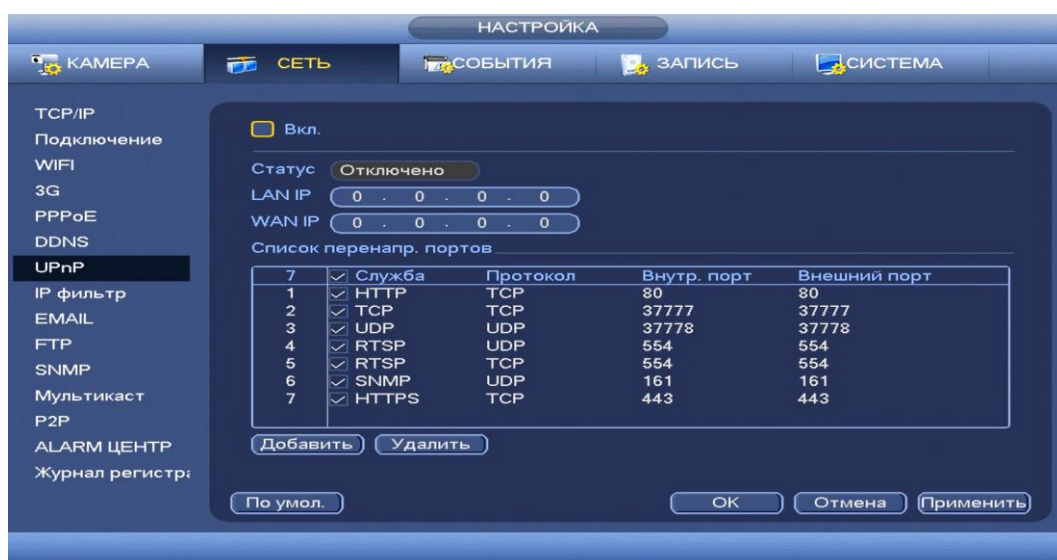 НАСТРОЙКА
КАМЕРА СЕТЬ СОБЫТИЯ ЗАПИСЬ СИСТЕМА
TCP/IP
Подключение
WIFI
3G
PPPoE
DDNS
UPnP
IP фильтр
EMAIL
FTP
SNMP
Мультикаст
P2P
ALARM ЦЕНТР
Журнал регистра
Вкл.
Статус Отключено
LAN IP 0 . 0 . 0 . 0
WAN IP 0 . 0 . 0 . 0
Список перенапр. портов
7 Служба Протокол Внутр. порт Внешний порт
1 HTTP TCP 80 80
2 TCP TCP 37777 37777
3 UDP UDP 37778 37778
4 RTSP UDP 554 554
5 RTSP TCP 554 554
6 SNMP UDP 161 161
7 HTTPS TCP 443 443
Добавить Удалить
По умол. OK Отмена Применить